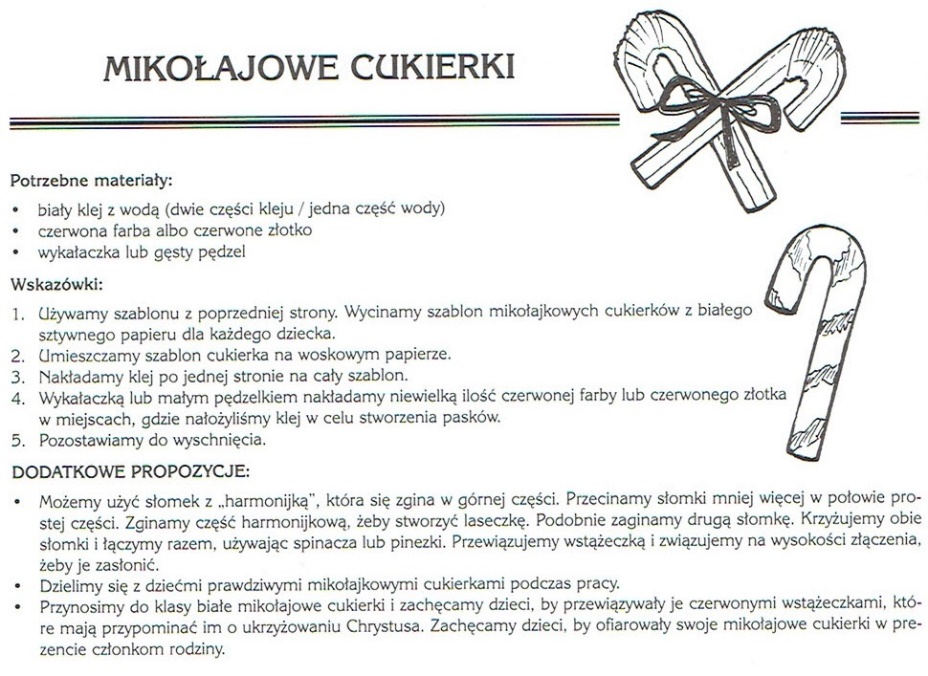 MIKOŁAJOWE CUKIERKI
Potrzebne materiały:
• biały klej z wodą (dwie części kleju / jedna część wody)
• czerwona farba albo czerwone złotko
• wykałaczka lub gęsty pędzel
Wskazówki:
1. Używamy szablonu z poprzedniej strony. Wycinamy szablon mikołajkowych cukierków z białego
sztywnego papieru dla każdego dziecka.
2. Umieszczamy szablon cukierka na woskowym papierze.
3. Nakładamy klej po jednej stronie na cały szablon.
4. Wykałaczką lub małym pędzelkiem nakładamy niewielką ilość czerwonej farby lub czerwonego złotka
w miejscach, gdzie nałożyliśmy klej w celu stworzenia pasków.
5. Pozostawiamy do wyschnięcia.
DODATKOWE PROPOZYCJE:
• Możemy użyć słomek z „harmonijką”, która się zgina w górnej części. Przecinamy słomki mniej więcej w połowie pro-
stej części. Zginamy część harmonijkową, żeby stworzyć laseczkę. Podobnie zaginamy drugą słomkę. Krzyżujemy obie
słomki i łączymy razem, używając spinacza lub pinezki. Przewiązujemy wstążeczką i związujemy na wysokości złączenia,
żeby je zasłonić.
• Dzielimy się z dziećmi prawdziwymi mikołajkowymi cukierkami podczas pracy.
• Przynosimy do klasy białe mikołajowe cukierki i zachęcamy dzieci, by przewiązywały je czerwonymi wstążeczkami, któ-
re mają przypominać im o ukrzyżowaniu Chrystusa. Zachęcamy dzieci, by ofiarowały swoje mikołajowe cukierki w pre-
zencie członkom rodziny.